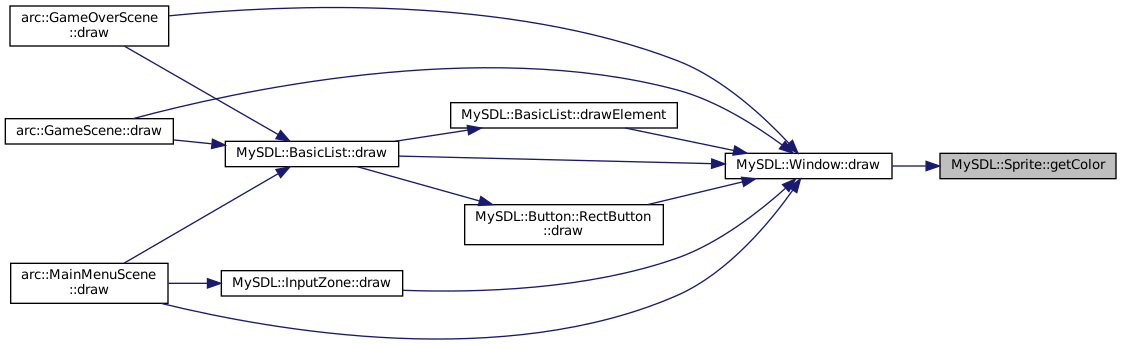 arc::GameOverScene
::draw
arc::GameScene::draw
MySDL::BasicList::drawElement
MySDL::BasicList::draw
MySDL::Window::draw
MySDL::Sprite::getColor
MySDL::Button::RectButton
::draw
arc::MainMenuScene
::draw
MySDL::InputZone::draw